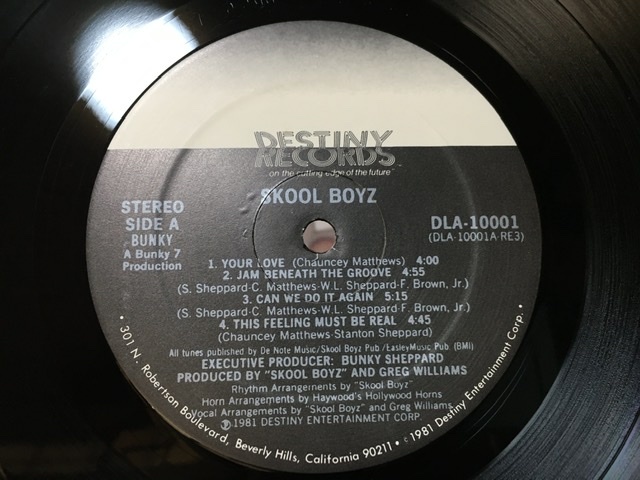 DESTINY
RECORDS
on the cutting edge of the future™
SKOOL BOYZ
STEREO
SIDE A
BUNKY
A Bunky 7
Production
DLA-10001
(DLA-10001A-RE3)
1. YOUR LOVE (Chauncey Matthews) 4:00
2. JAM BENEATH THE GROOVE 4:55
(S. Sheppard-C. Matthews-W.L. Sheppard-F. Brown, Jr.)
3. CAN WE DO IT AGAIN 5:15
(S. Sheppard-C. Matthews-W.L. Sheppard-F. Brown, Jr.)
4. THIS FEELING MUST BE REAL 4:45
(Chauncey Matthews-Stanton Sheppard)
All tunes published by De Note Music/Skool Boyz Pub/EasleyMusic Pub (BMI)
EXECUTIVE PRODUCER: BUNKY SHEPPARD
PRODUCED BY "SKOOL BOYZ" AND GREG WILLIAMS
Rhythm Arrangements by "Skool Boyz"
Horn Arrangements by Haywood's Hollywood Horns
Vocal Arrangements by "Skool Boyz" and Greg Williams
℗ 1981 DESTINY ENTERTAINMENT CORP.
• 301 N. Robertson Boulevard, Beverly Hills, California 90211 • © 1981 Destiny Entertainment Corp. •